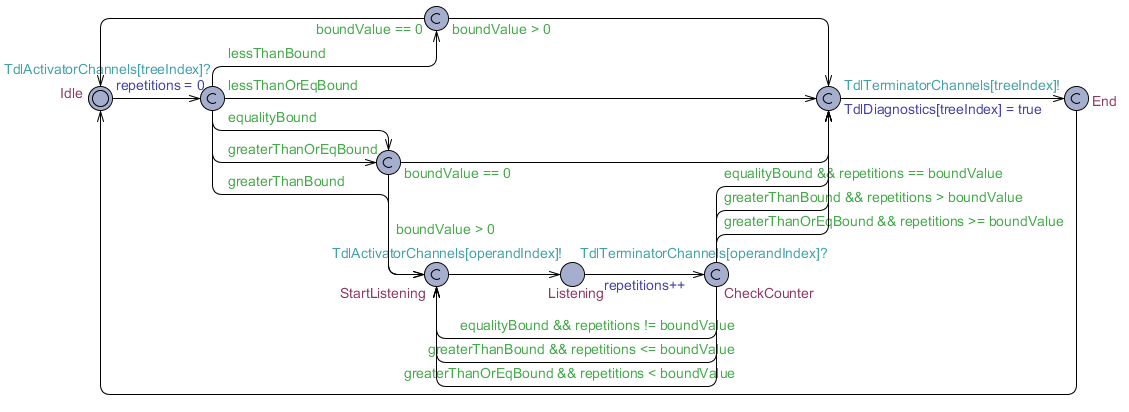 boundValue == 0
boundValue > 0
lessThanBound
TdlActivatorChannels[treeIndex]?
repetitions = 0
lessThanOrEqBound
TdlTerminatorChannels[treeIndex]!
Idle
TdlDiagnostics[treeIndex] = true
End
equalityBound
greaterThanOrEqBound
boundValue == 0
equalityBound && repetitions == boundValue
greaterThanBound
greaterThanBound && repetitions > boundValue
greaterThanOrEqBound && repetitions >= boundValue
boundValue > 0
TdlActivatorChannels[operandIndex]!
TdlTerminatorChannels[operandIndex]?
repetitions++
StartListening
Listening
CheckCounter
equalityBound && repetitions != boundValue
greaterThanBound && repetitions <= boundValue
greaterThanOrEqBound && repetitions < boundValue
C
C
C
C
C
C
C